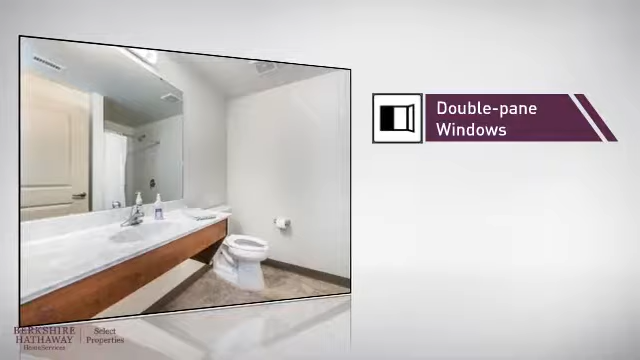 Double-pane
Windows
BERKSHIRE
HATHAWAY
HomeServices
Select
Properties